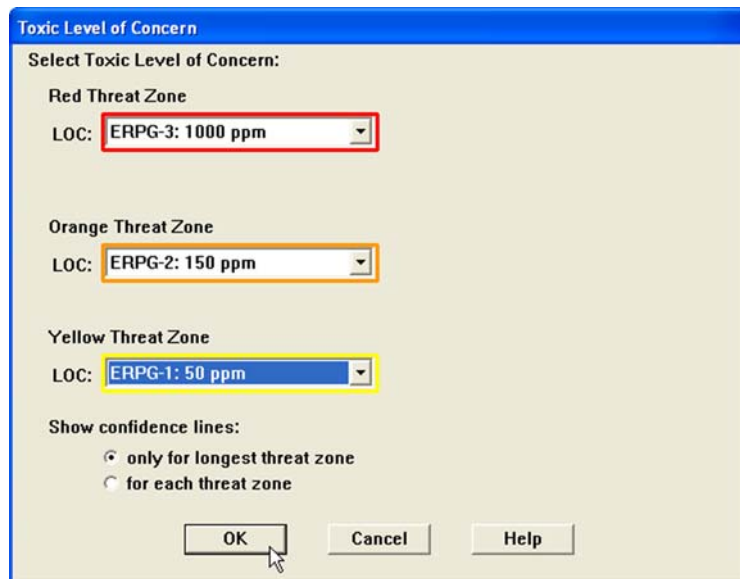 Toxic Level of Concern
Select Toxic Level of Concern:
Red Threat Zone
LOC: ERPG-3: 1000 ppm
Orange Threat Zone
LOC: ERPG-2: 150 ppm
Yellow Threat Zone
LOC: ERPG-1: 50 ppm
Show confidence lines:
only for longest threat zone
for each threat zone
OK Cancel Help